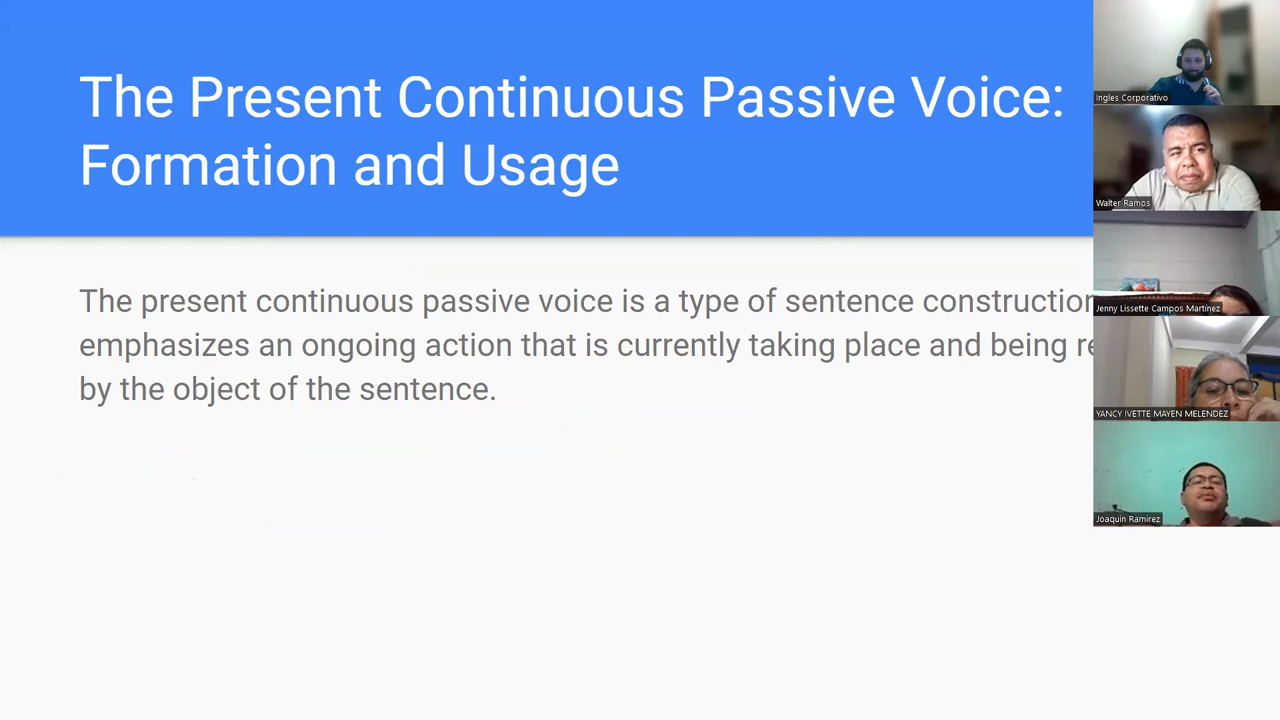 The Present Continuous Passive Voice:
Formation and Usage
The present continuous passive voice is a type of sentence construction
emphasizes an ongoing action that is currently taking place and being
by the object of the sentence.
Ingles Corporativo
Walter Ramos
Jenny Lissette Campos Martínez
YANCY IVETTE MAYEN MELENDEZ
Joaquin Ramirez